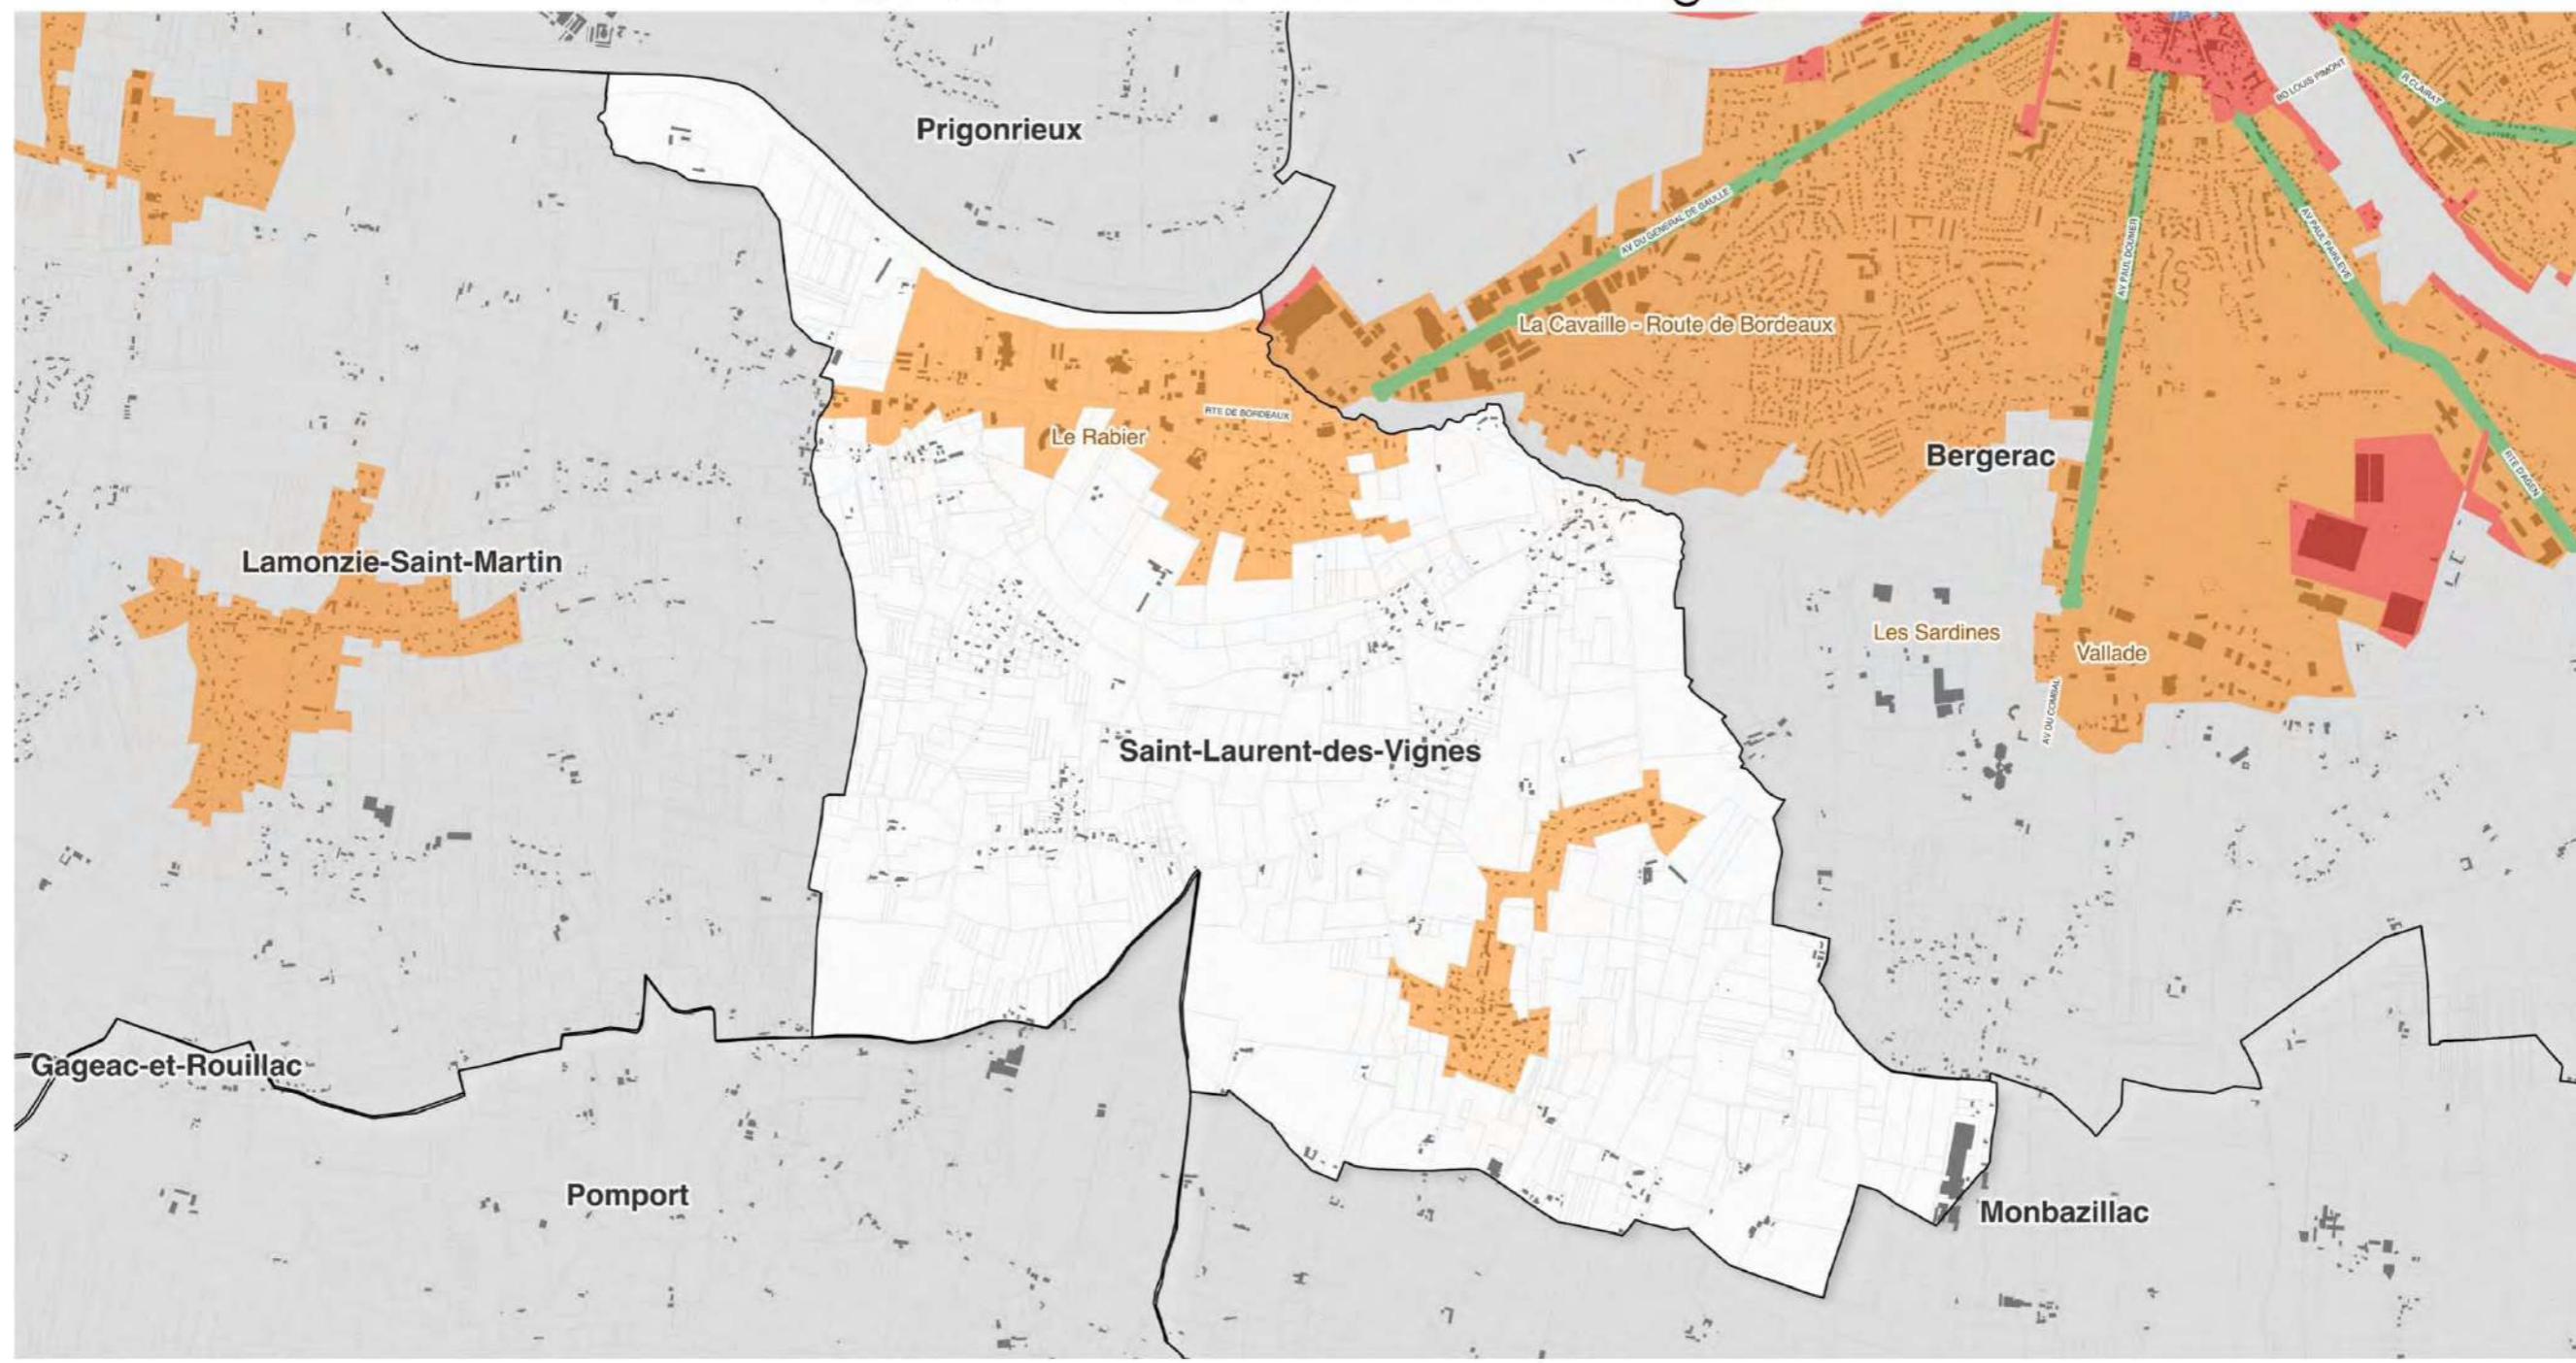 Prigonrieux
BD LOUIS PIMONT
R CLAIRAT
AV DU GENERAL DE GAULLE
AV PAUL DOUMER
AV PAUL PAINLEVE
La Cavaille - Route de Bordeaux
RTE DE BORDEAUX
Le Rabier
Bergerac
RTE D'AGEN
Lamonzie-Saint-Martin
Les Sardines
Vallade
AV DU COMBAL
Saint-Laurent-des-Vignes
Gageac-et-Rouillac
Pomport
Monbazillac